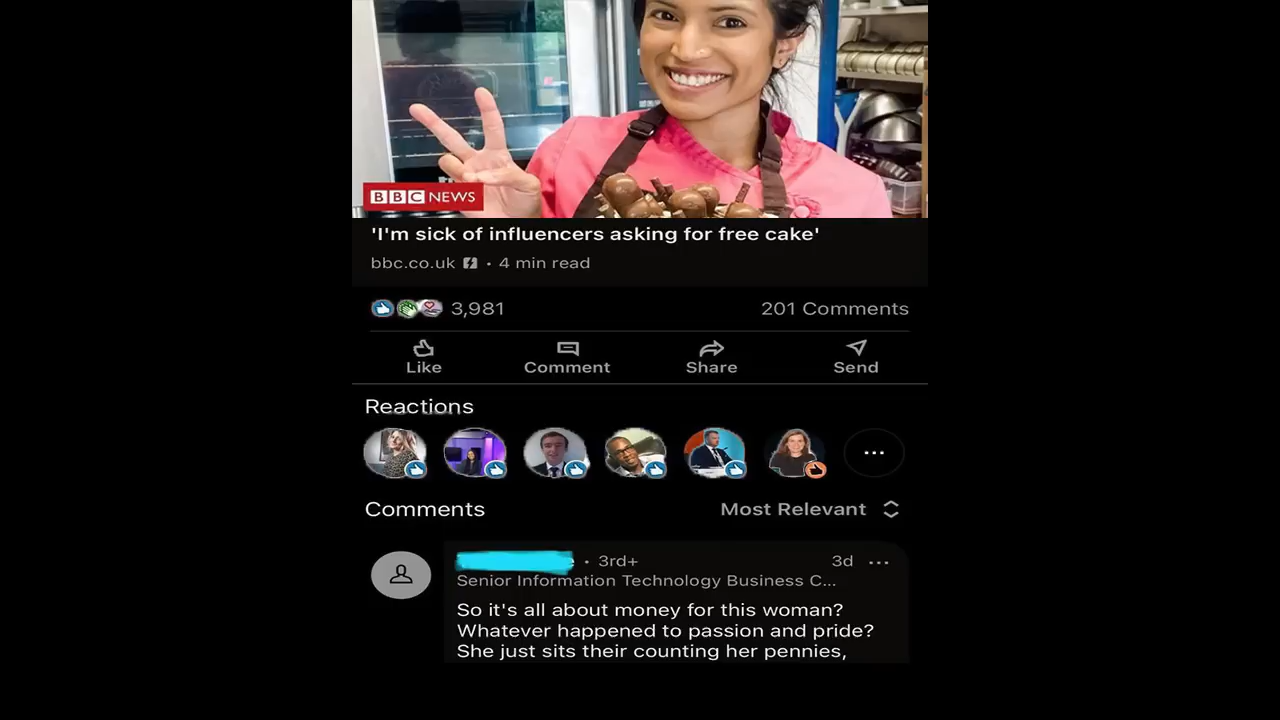 BBC NEWS
'I'm sick of influencers asking for free cake'
bbc.co.uk • 4 min read
3,981 201 Comments
Like Comment Share Send
Reactions
Comments Most Relevant
• 3rd+ 3d
Senior Information Technology Business C...
So it's all about money for this woman?
Whatever happened to passion and pride?
She just sits their counting her pennies,